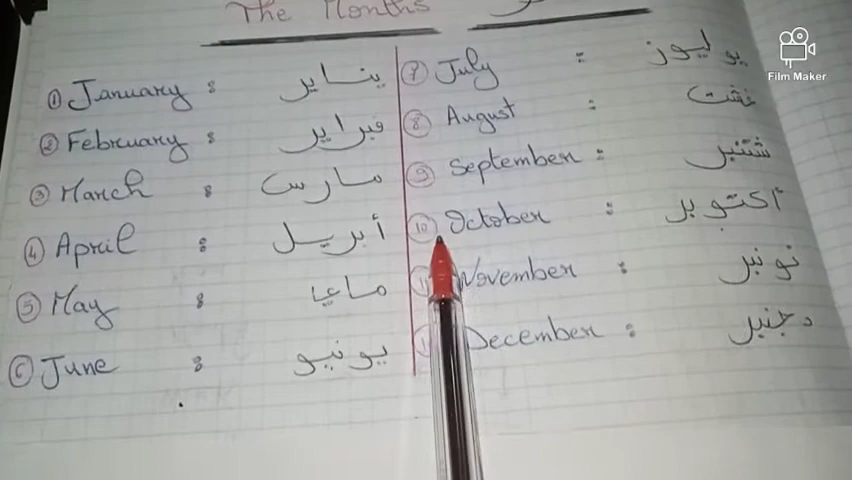 The Months
① January : يناير
② February : فبراير
③ March : مارس
④ April : أبريل
⑤ May : ماي
⑥ June : يونيو
⑦ July : يوليوز
⑧ August : غشت
⑨ September : شتنبر
⑩ October : أكتوبر
November : نونبر
December : دجنبر
Film Maker